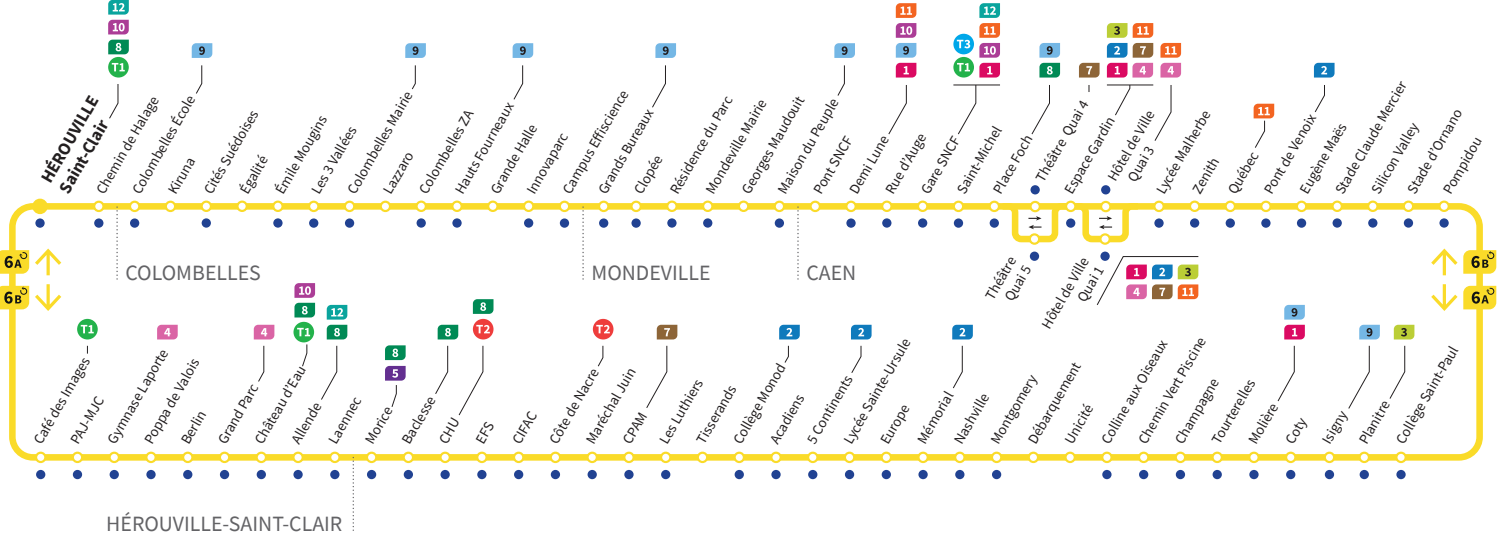 12
10
8
T1
9
9
9
9
9
11
10
9
1
T3
T1
12
11
10
1
9
8
7
3
2
1
11
7
4
11
4
11
2
HÉROUVILLE
Saint-Clair
Chemin de Halage
Colombelles École
Kiruna
Cités Suédoises
Égalité
Émile Mougins
Les 3 Vallées
Colombelles Mairie
Lazzaro
Colombelles ZA
Hauts Fourneaux
Grande Halle
Innovaparc
Campus Effiscience
Grands Bureaux
Clopée
Résidence du Parc
Mondeville Mairie
Georges Maudouit
Maison du Peuple
Pont SNCF
Demi Lune
Rue d'Auge
Gare SNCF
Saint-Michel
Place Foch
Théâtre Quai 4
Espace Gardin
Hôtel de Ville
Quai 3
Lycée Malherbe
Zenith
Québec
Pont de Venoix
Eugène Maës
Stade Claude Mercier
Silicon Valley
Stade d'Ornano
Pompidou
6A
6B
COLOMBELLES
MONDEVILLE
CAEN
Théâtre
Quai 5
Hôtel de Ville
Quai 1
1 2 3
4 7 11
6B
6A
T1
4
4
10
8
T1
12
8
8
5
8
8
T2
T2
7
2
2
2
9
1
9
3
Café des Images
PAJ-MJC
Gymnase Laporte
Poppa de Valois
Berlin
Grand Parc
Château d'Eau
Allende
Laennec
Morice
Baclesse
CHU
EFS
CIFAC
Côte de Nacre
Maréchal Juin
CPAM
Les Luthiers
Tisserands
Collège Monod
Acadiens
5 Continents
Lycée Sainte-Ursule
Europe
Mémorial
Nashville
Montgomery
Débarquement
Unicité
Colline aux Oiseaux
Chemin Vert Piscine
Champagne
Tourterelles
Molière
Coty
Isigny
Planitre
Collège Saint-Paul
HÉROUVILLE-SAINT-CLAIR